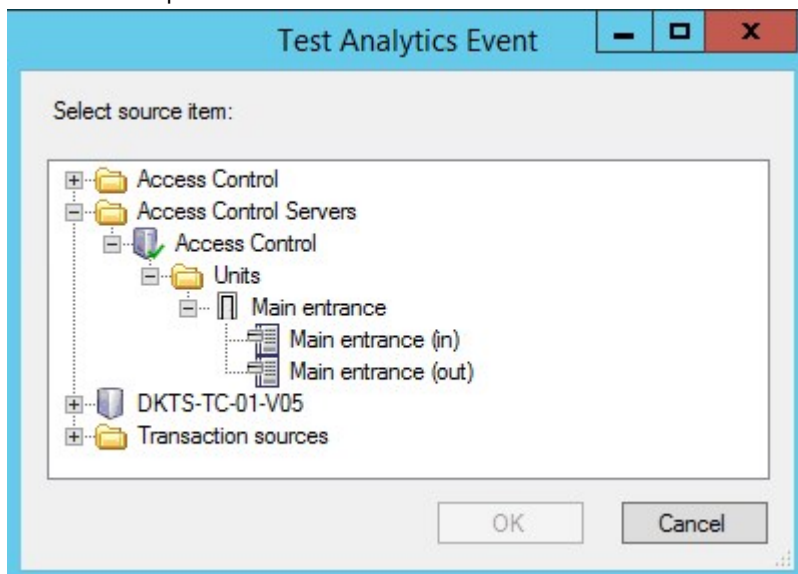 Test Analytics Event
Select source item:
Access Control
Access Control Servers
Access Control
Units
Main entrance
Main entrance (in)
Main entrance (out)
DKTS-TC-01-V05
Transaction sources
OK
Cancel